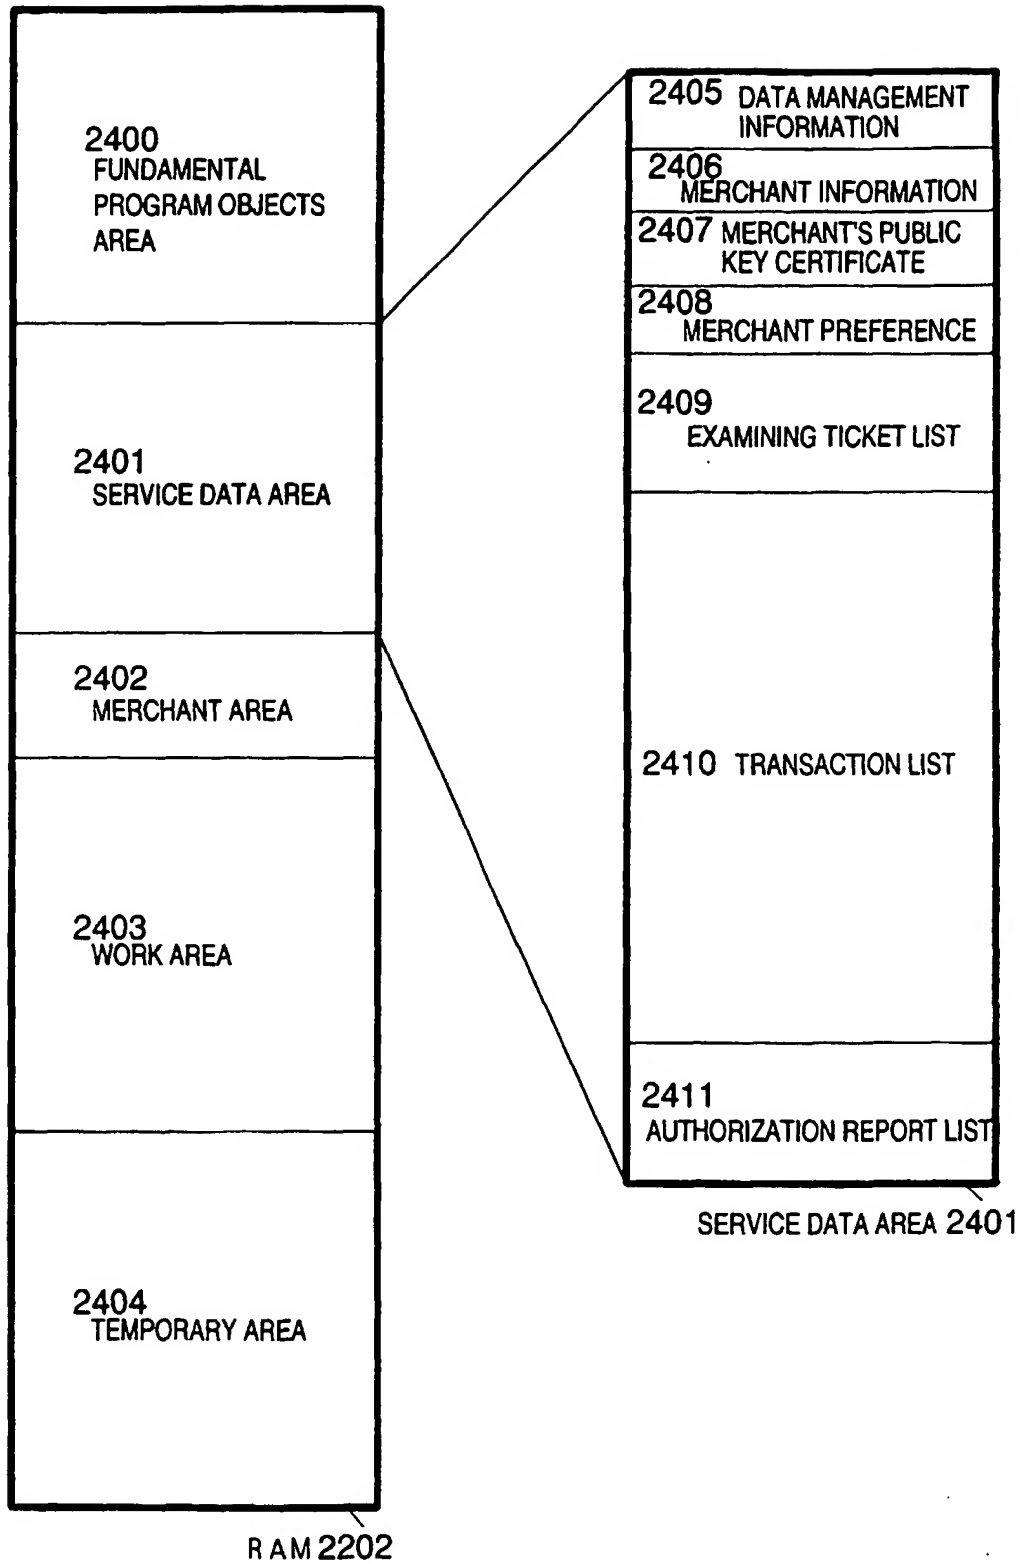 2400
FUNDAMENTAL
PROGRAM OBJECTS
AREA
2401
SERVICE DATA AREA
2402
MERCHANT AREA
2403
WORK AREA
2404
TEMPORARY AREA
RAM 2202
2405 DATA MANAGEMENT
INFORMATION
2406
MERCHANT INFORMATION
2407 MERCHANT'S PUBLIC
KEY CERTIFICATE
2408
MERCHANT PREFERENCE
2409
EXAMINING TICKET LIST
2410 TRANSACTION LIST
2411
AUTHORIZATION REPORT LIST
SERVICE DATA AREA 2401